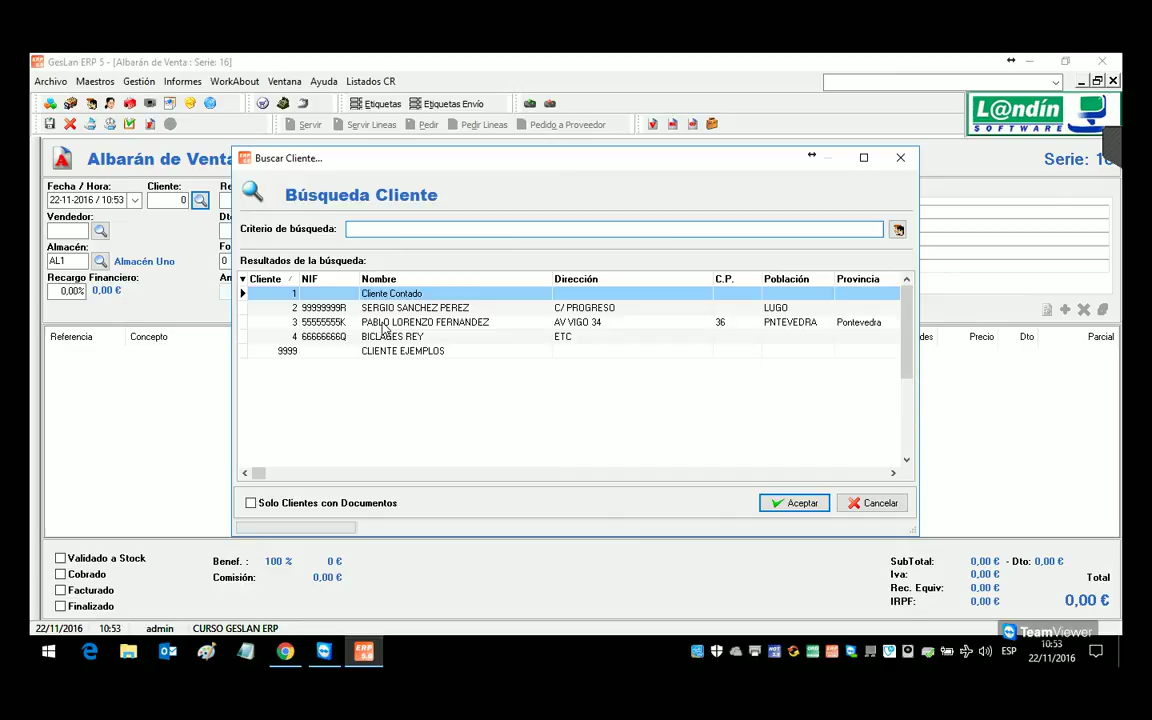 GesLan ERP 5 - [Albarán de Venta : Serie: 16]
Archivo Maestros Gestión Informes WorkAbout Ventana Ayuda Listados CR
Etiquetas Etiquetas Envío
Servir Servir Lineas Pedir Pedir Lineas Pedido a Proveedor
L@ndín
SOFTWARE
Albarán de Venta
Serie: 16
Fecha / Hora: Cliente:
22-11-2016 / 10:53 0
Vendedor:
Almacén:
AL1 Almacén Uno 0
Recargo Financiero:
0,00% 0,00 €
Referencia Concepto Precio Dto Parcial
Buscar Cliente...
Búsqueda Cliente
Criterio de búsqueda:
Resultados de la búsqueda:
Cliente NIF Nombre Dirección C.P. Población Provincia
1 Cliente Contado
2 99999999R SERGIO SANCHEZ PEREZ C/ PROGRESO LUGO
3 55555555K PABLO LORENZO FERNANDEZ AV VIGO 34 36 PNTEVEDRA Pontevedra
4 66666666Q BICLAGES REY ETC
9999 CLIENTE EJEMPLOS
Solo Clientes con Documentos Aceptar Cancelar
Validado a Stock
Cobrado
Facturado
Finalizado
Benef. : 100 % 0 €
Comisión: 0,00 €
SubTotal: 0,00 € - Dto: 0,00 €
Iva: 0,00 €
Rec. Equiv: 0,00 €
IRPF: 0,00 €
Total
0,00 €
22/11/2016 10:53 admin CURSO GESLAN ERP
TeamViewer
ESP
10:53
22/11/2016